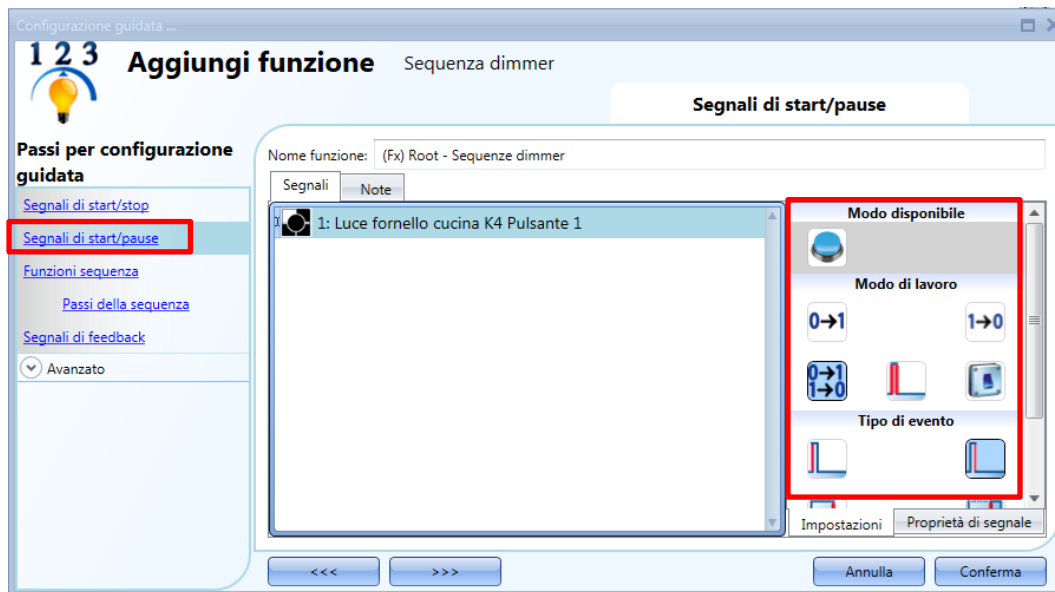 Configurazione guidata ...
1 2 3
Aggiungi funzione Sequenza dimmer
Segnali di start/pause
Passi per configurazione
guidata
Segnali di start/stop
Segnali di start/pause
Funzioni sequenza
Passi della sequenza
Segnali di feedback
Avanzato
Nome funzione: (Fx) Root - Sequenze dimmer
Segnali Note
1: Luce fornello cucina K4 Pulsante 1
Modo disponibile
Modo di lavoro
0→1 1→0
0→1
1→0
Tipo di evento
Impostazioni Proprietà di segnale
<<< >>> Annulla Conferma